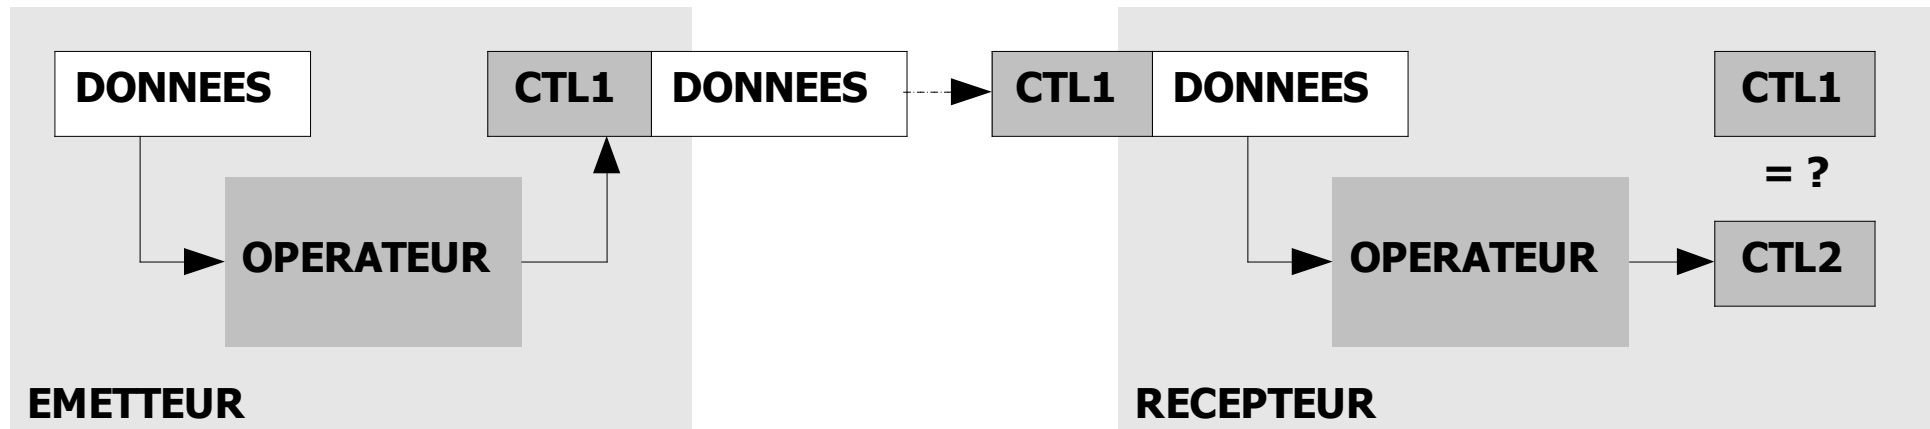 DONNEES CTL1 DONNEES CTL1 DONNEES CTL1
= ?
OPERATEUR OPERATEUR CTL2
EMETTEUR RECEPTEUR